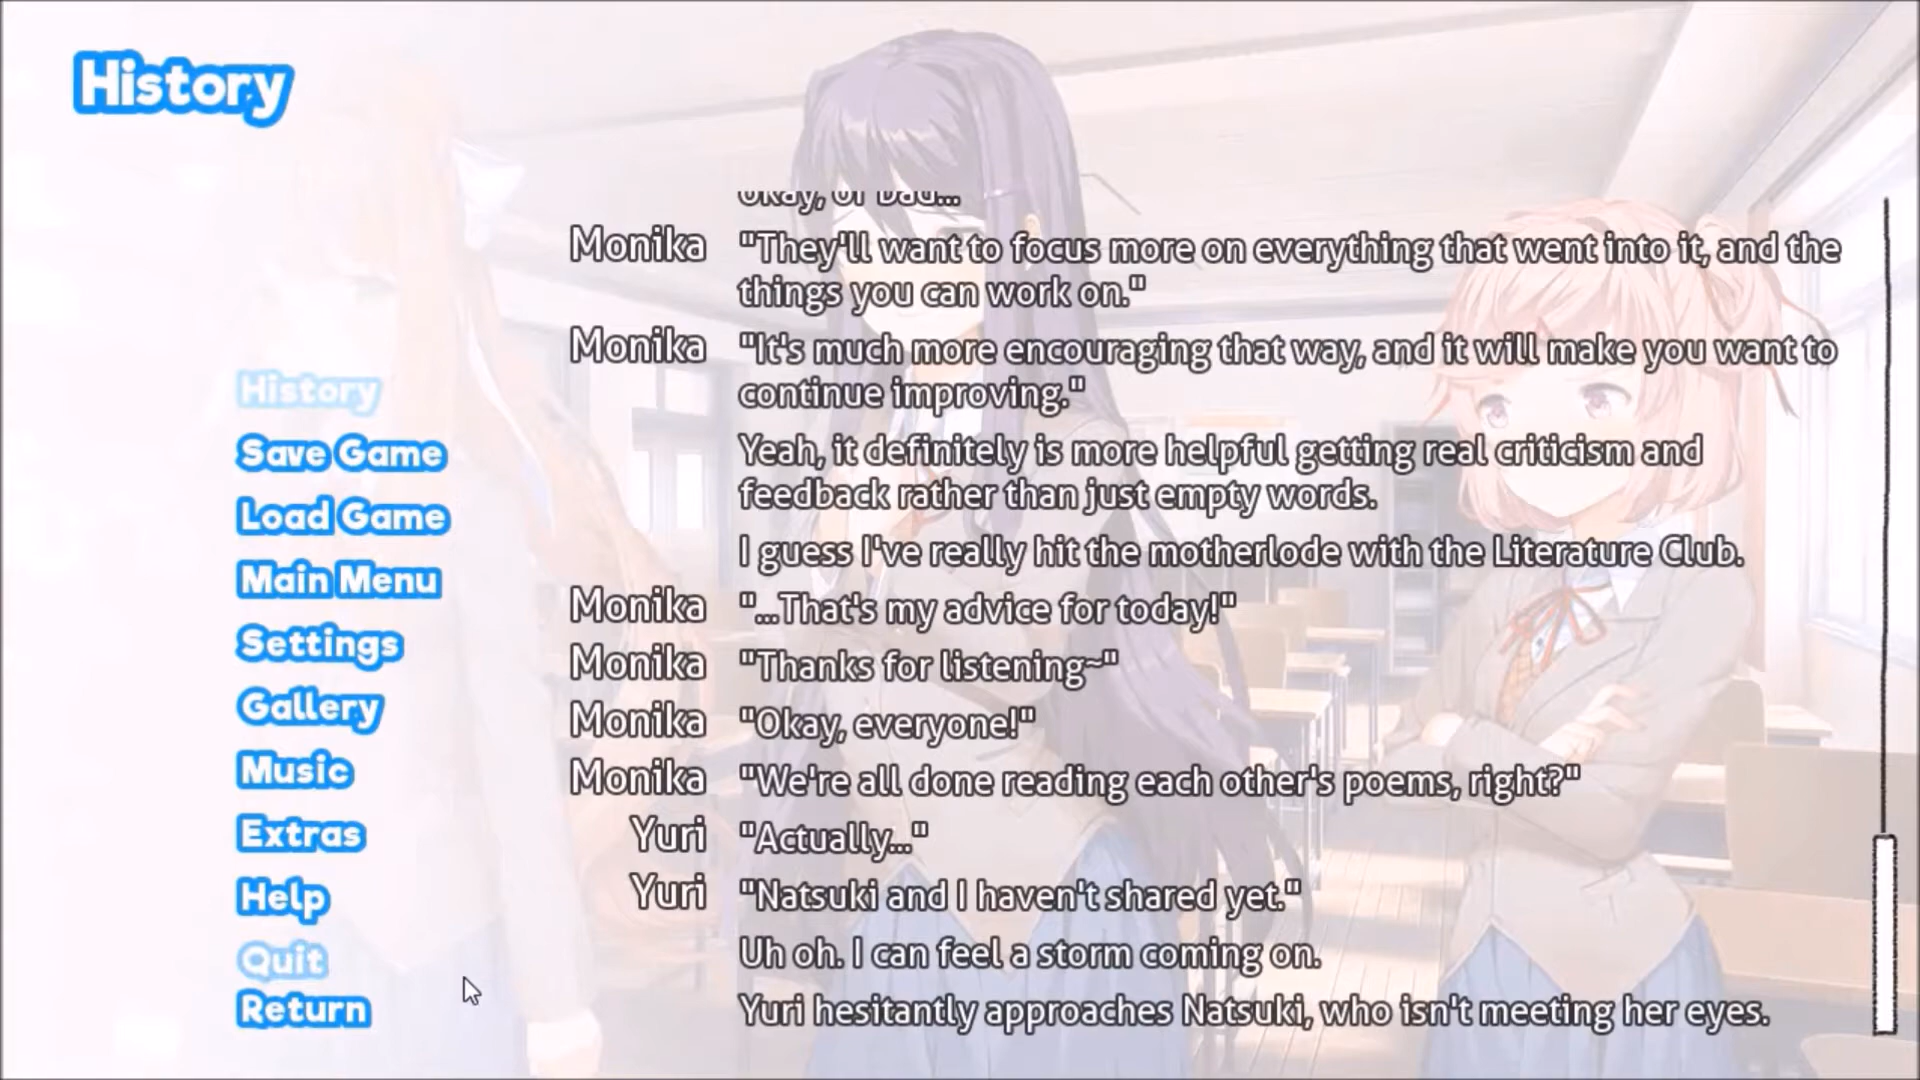 History
okay, or bad...
Monika "They'll want to focus more on everything that went into it, and the
things you can work on."
Monika "It's much more encouraging that way, and it will make you want to
continue improving."
Yeah, it definitely is more helpful getting real criticism and
feedback rather than just empty words.
I guess I've really hit the motherlode with the Literature Club.
Monika "...That's my advice for today!"
Monika "Thanks for listening~"
Monika "Okay, everyone!"
Monika "We're all done reading each other's poems, right?"
Yuri "Actually..."
Yuri "Natsuki and I haven't shared yet."
Uh oh. I can feel a storm coming on.
Yuri hesitantly approaches Natsuki, who isn't meeting her eyes.
History
Save Game
Load Game
Main Menu
Settings
Gallery
Music
Extras
Help
Quit
Return